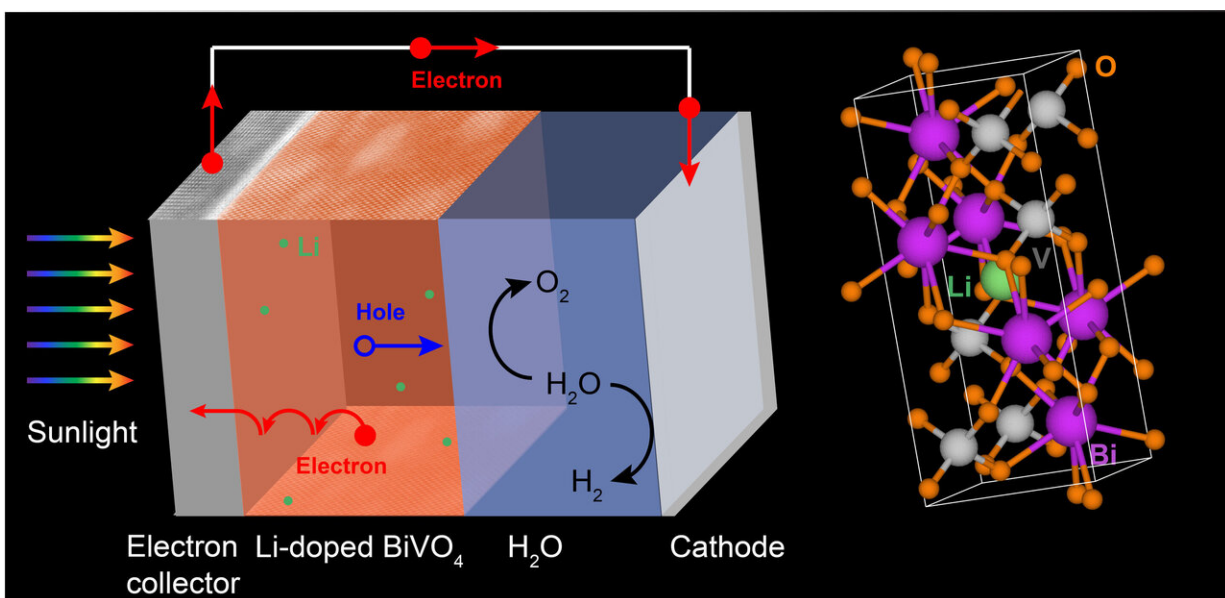 Electron
Li
Hole
O₂
H₂O
H₂
Electron
Sunlight
Electron
collector
Li-doped BiVO₄
H₂O
Cathode
O
V
Li
Bi